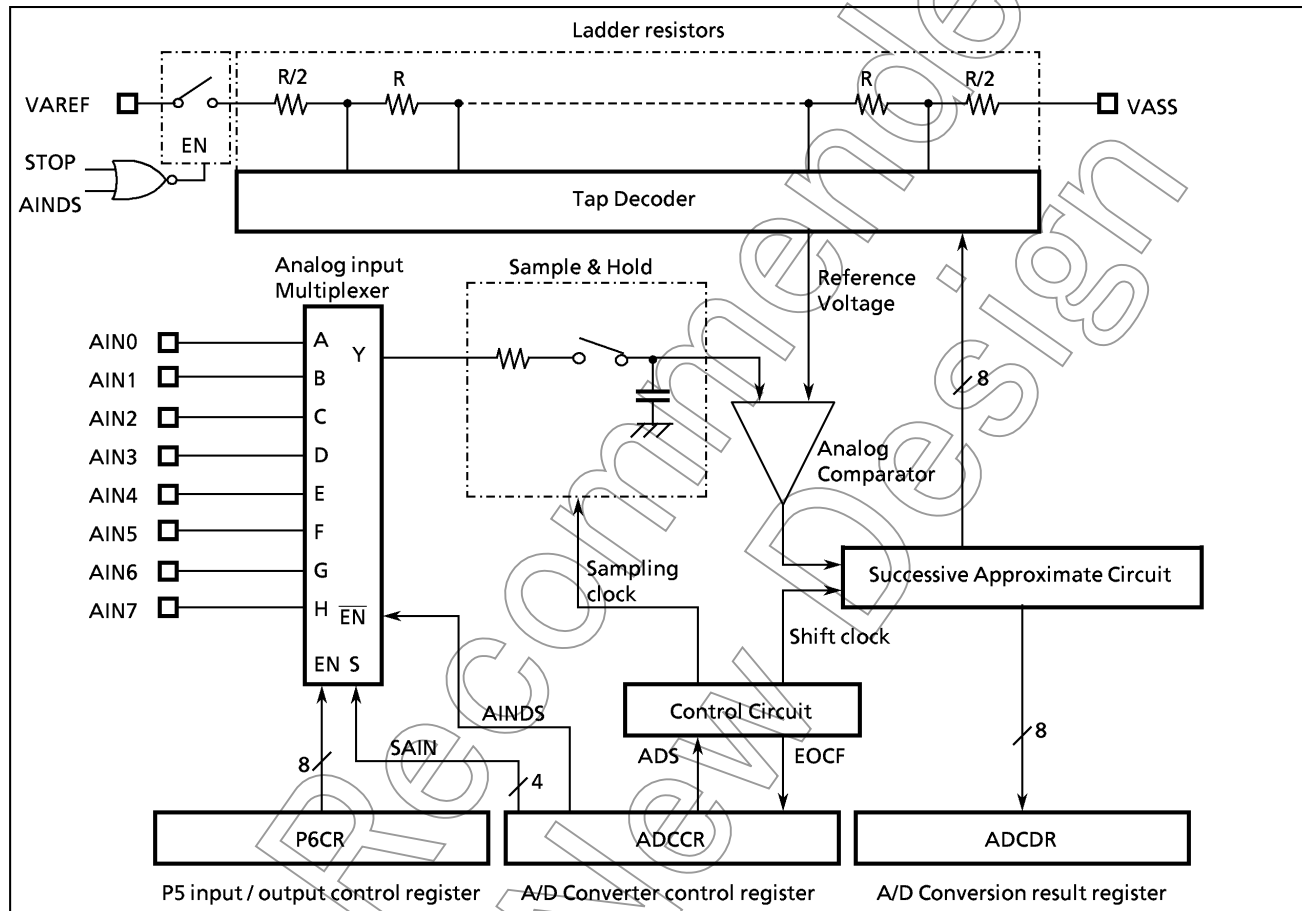 Ladder resistors
VAREF
R/2
R
R
R/2
VASS
EN
STOP
AINDS
Tap Decoder
Analog input
Multiplexer
Sample & Hold
Reference
Voltage
AIN0
A
Y
AIN1
B
8
AIN2
C
AIN3
D
Analog
Comparator
AIN4
E
AIN5
F
AIN6
G
Sampling
clock
Successive Approximate Circuit
AIN7
H
EN
Shift clock
EN S
AINDS
Control Circuit
SAIN
ADS
EOCF
8
8
4
P6CR
ADCCR
ADCDR
P5 input / output control register
A/D Converter control register
A/D Conversion result register
Recommende
New Design